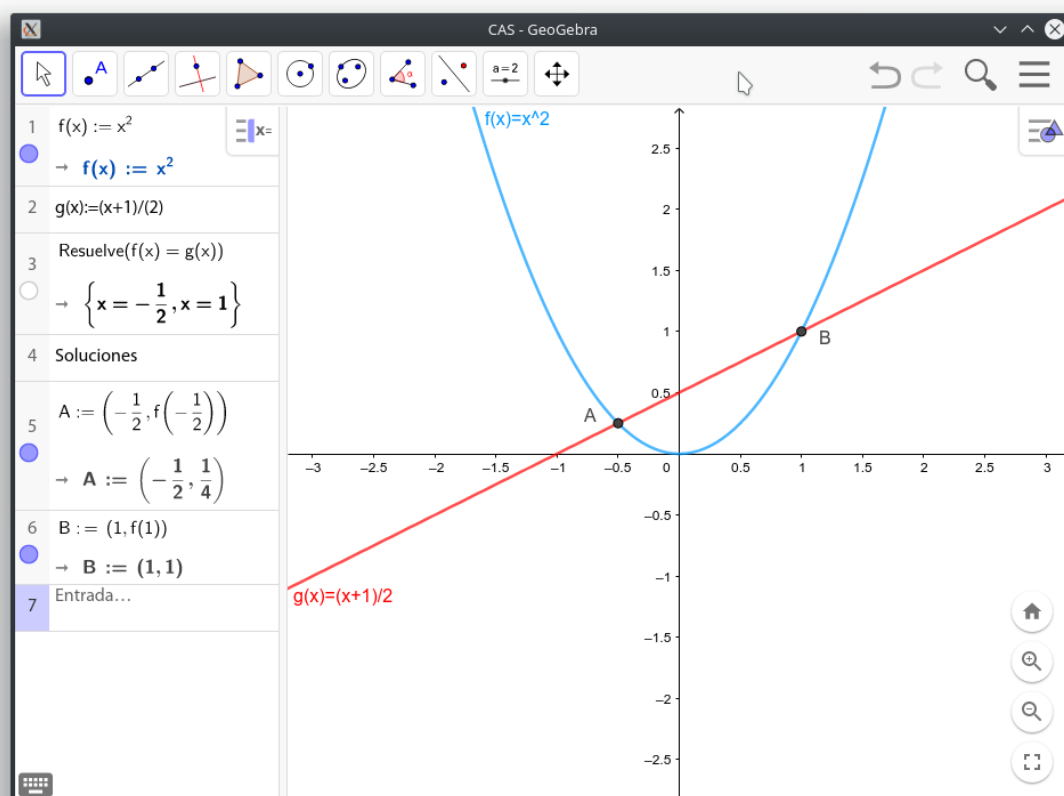 CAS - GeoGebra
A
α
a = 2
1
f(x) := x²
x=
→ f(x) := x²
2
g(x):=(x+1)/(2)
3
Resuelve(f(x) = g(x))
→ {x = −1/2, x = 1}
4
Soluciones
5
A := (−1/2, f(−1/2))
→ A := (−1/2, 1/4)
6
B := (1, f(1))
→ B := (1, 1)
7
Entrada…
f(x)=x^2
2.5
2
1.5
1
0.5
−0.5
−1
−1.5
−2
−2.5
−3
−2.5
−2
−1.5
−1
−0.5
0
0.5
1
1.5
2
2.5
3
A
B
g(x)=(x+1)/2